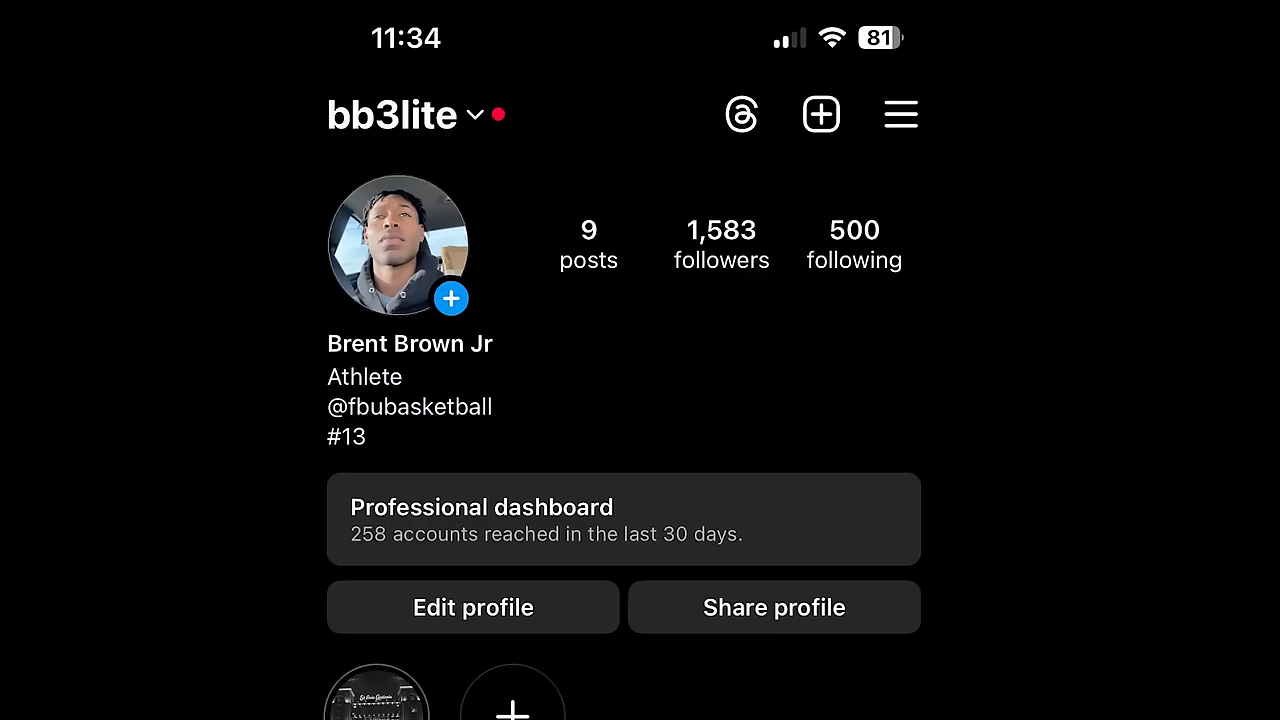 11:34
81
bb3lite
9
posts
1,583
followers
500
following
Brent Brown Jr
Athlete
@fbubasketball
#13
Professional dashboard
258 accounts reached in the last 30 days.
Edit profile
Share profile